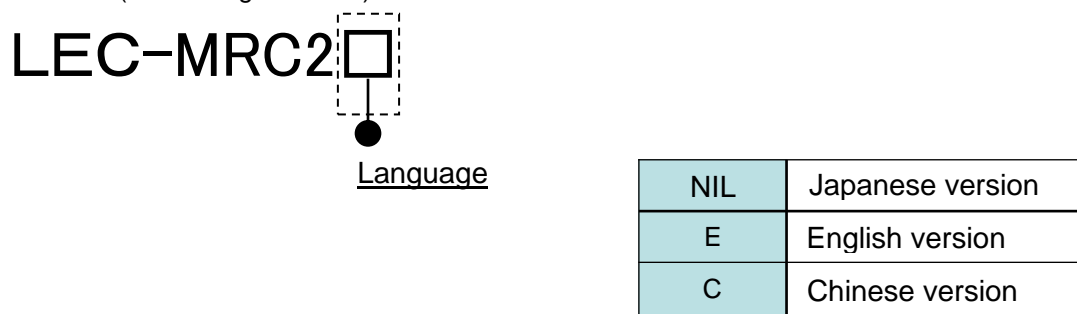 LEC-MRC2□
Language
NIL Japanese version
E English version
C Chinese version